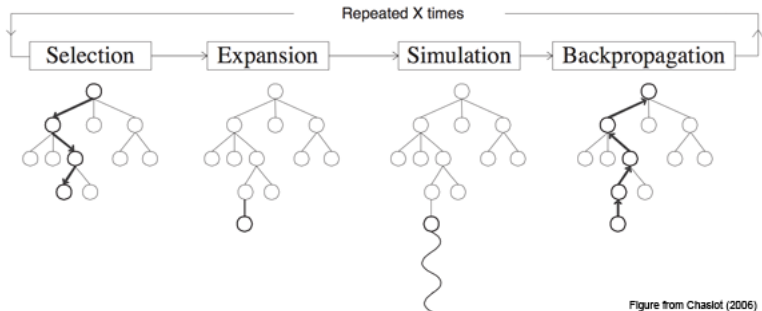 Repeated X times
Selection
Expansion
Simulation
Backpropagation
Figure from Chaslot (2006)